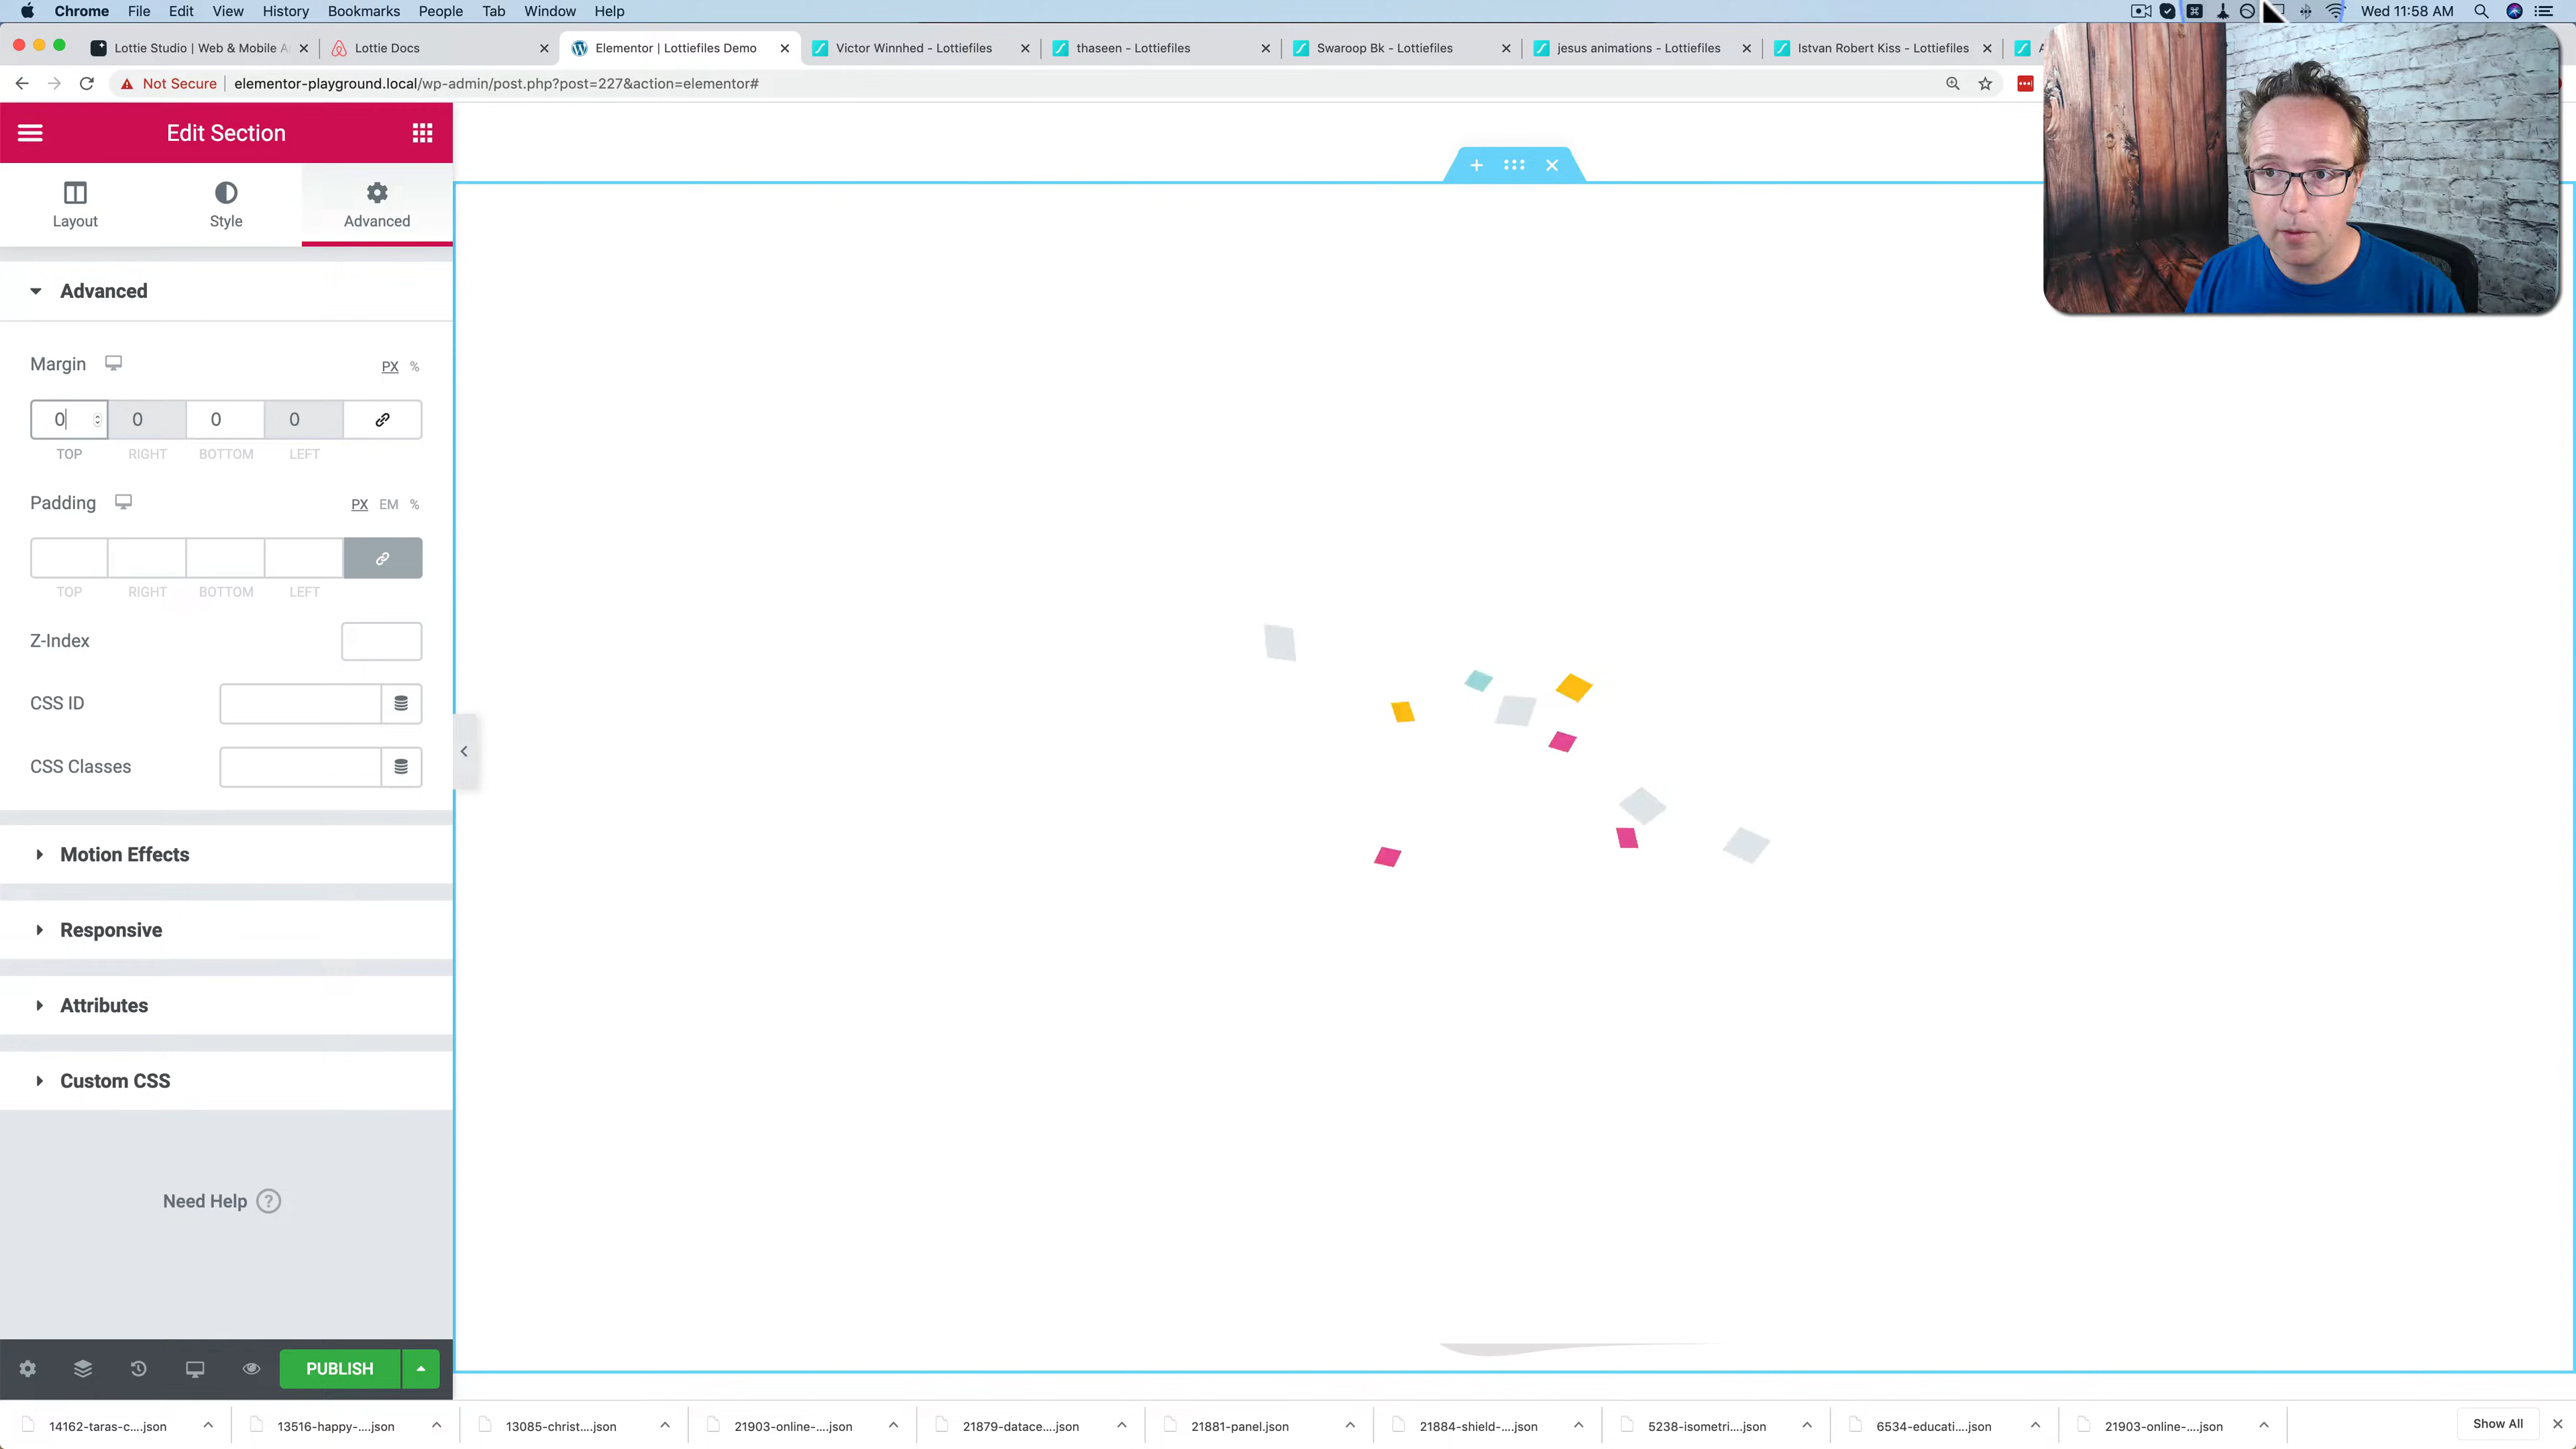 Chrome File Edit View History Bookmarks People Tab Window Help Wed 11:58 AM
Lottie Studio | Web & Mobile A Lottie Docs Elementor | Lottiefiles Demo Victor Winnhed - Lottiefiles thaseen - Lottiefiles Swaroop Bk - Lottiefiles jesus animations - Lottiefiles Istvan Robert Kiss - Lottiefiles
Not Secure elementor-playground.local/wp-admin/post.php?post=227&action=elementor#
Edit Section
Layout Style Advanced
Advanced
Margin PX %
0 0 0 0
TOP RIGHT BOTTOM LEFT
Padding PX EM %
TOP RIGHT BOTTOM LEFT
Z-Index
CSS ID
CSS Classes
Motion Effects
Responsive
Attributes
Custom CSS
Need Help ?
PUBLISH
14162-taras-c....json 13516-happy-....json 13085-christ....json 21903-online-....json 21879-datace....json 21881-panel.json 21884-shield-....json 5238-isometri....json 6534-educati....json 21903-online-....json Show All